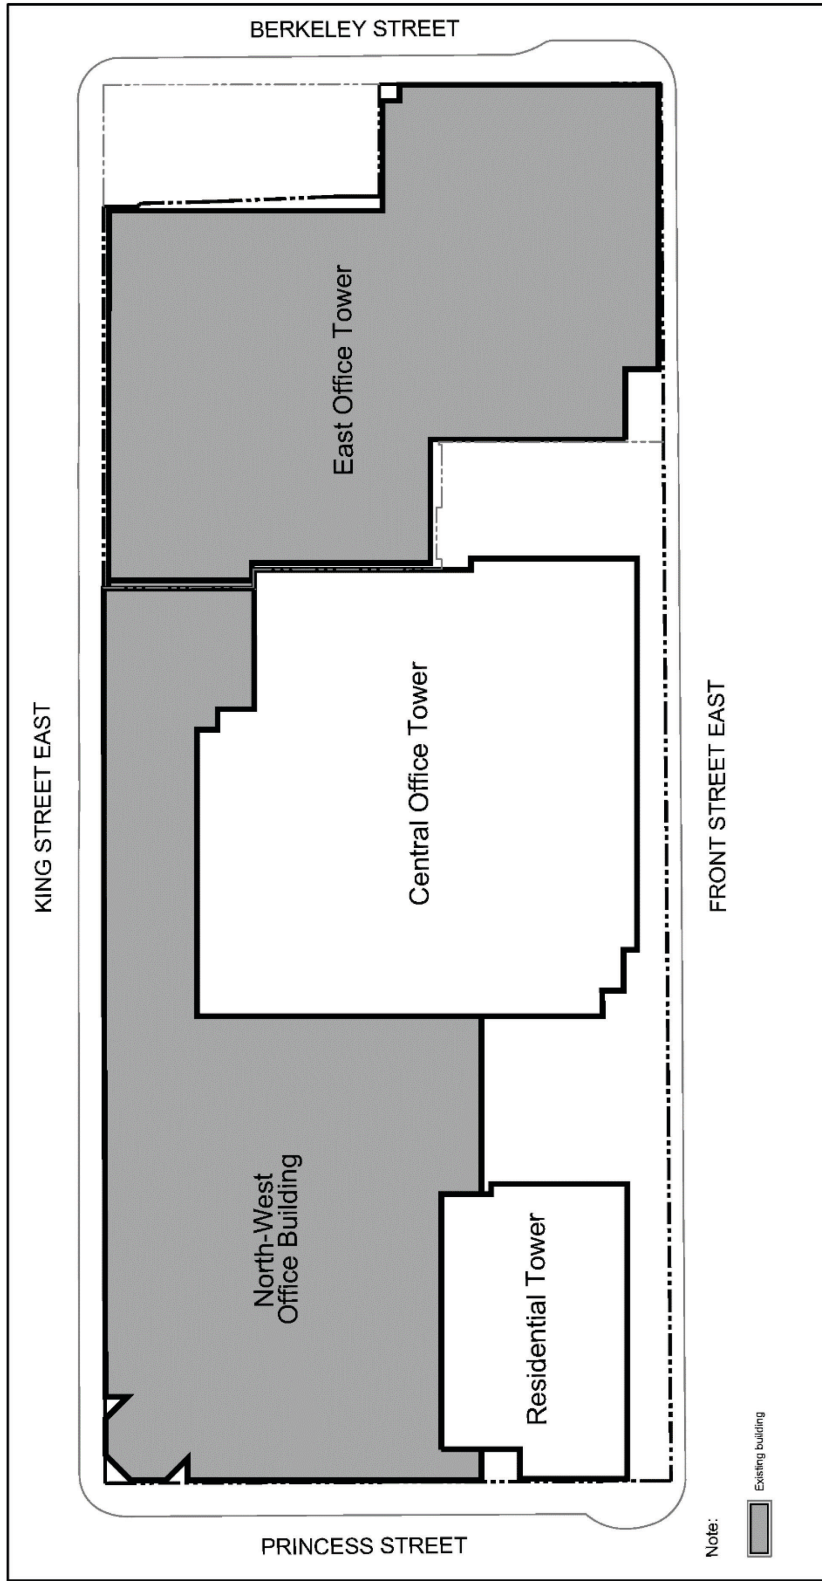 BERKELEY STREET
East Office Tower
KING STREET EAST
Central Office Tower
FRONT STREET EAST
North-West
Office Building
Residential Tower
PRINCESS STREET
Note:
Existing building